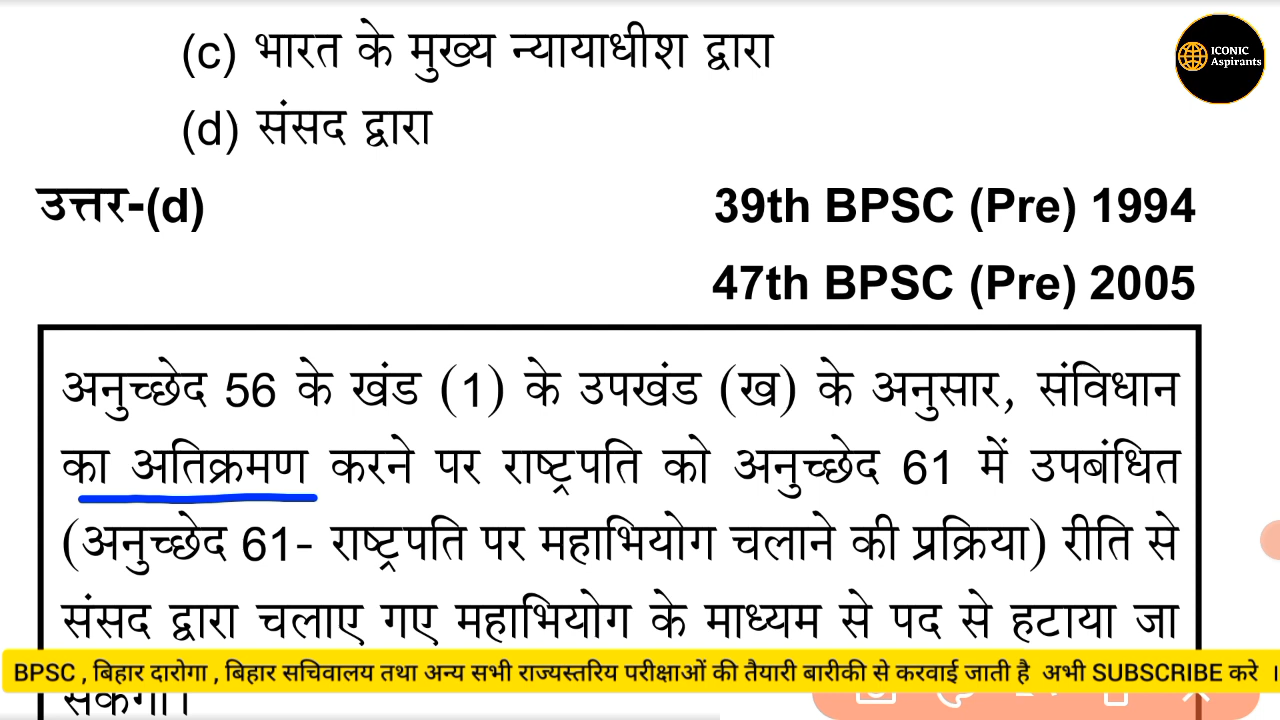 (c) भारत के मुख्य न्यायाधीश द्वारा
ICONIC
Aspirants
(d) संसद द्वारा
उत्तर-(d) 39th BPSC (Pre) 1994
47th BPSC (Pre) 2005
अनुच्छेद 56 के खंड (1) के उपखंड (ख) के अनुसार, संविधान
का अतिक्रमण करने पर राष्ट्रपति को अनुच्छेद 61 में उपबंधित
(अनुच्छेद 61- राष्ट्रपति पर महाभियोग चलाने की प्रक्रिया) रीति से
संसद द्वारा चलाए गए महाभियोग के माध्यम से पद से हटाया जा
BPSC , बिहार दारोगा , बिहार सचिवालय तथा अन्य सभी राज्यस्तरिय परीक्षाओं की तैयारी बारीकी से करवाई जाती है अभी SUBSCRIBE करे ।
सकेगा।